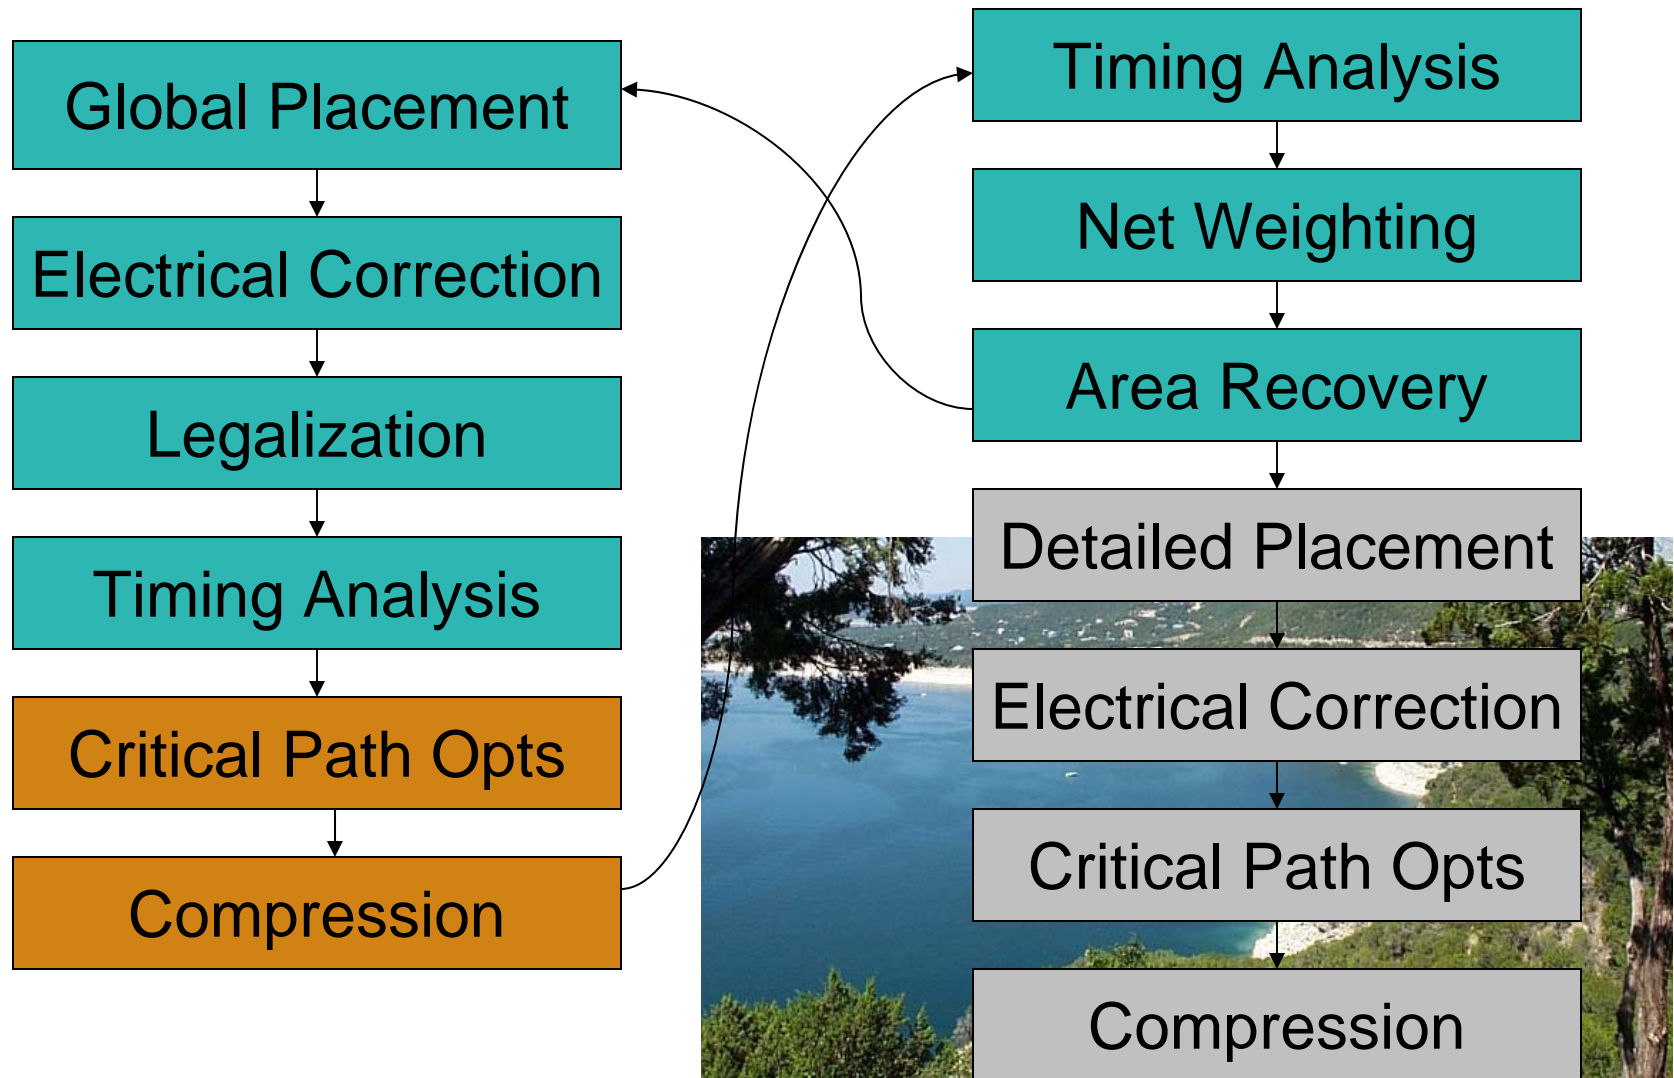 Global Placement
Electrical Correction
Legalization
Timing Analysis
Critical Path Opts
Compression
Timing Analysis
Net Weighting
Area Recovery
Detailed Placement
Electrical Correction
Critical Path Opts
Compression